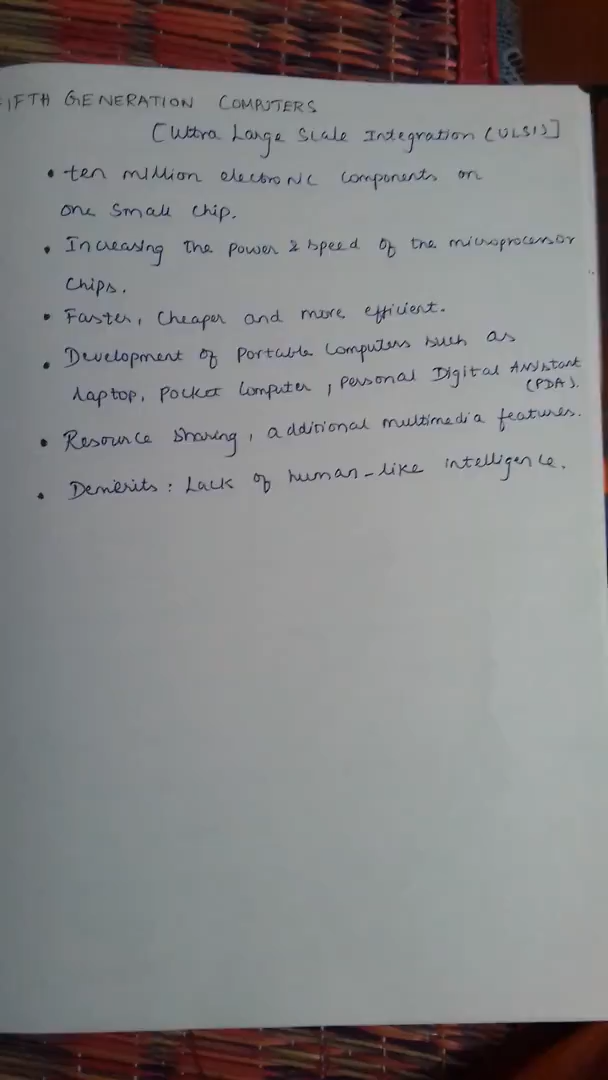 FIFTH GENERATION COMPUTERS
[Ultra Large Scale Integration (ULSI)]
• ten million electronic components on
one small chip.
• Increasing the power & speed of the microprocessor
chips.
• Faster, cheaper and more efficient.
• Development of portable computers such as
laptop, pocket computer, personal Digital Assistant
(PDA).
• Resource sharing, additional multimedia features.
• Demerits: Lack of human-like intelligence.